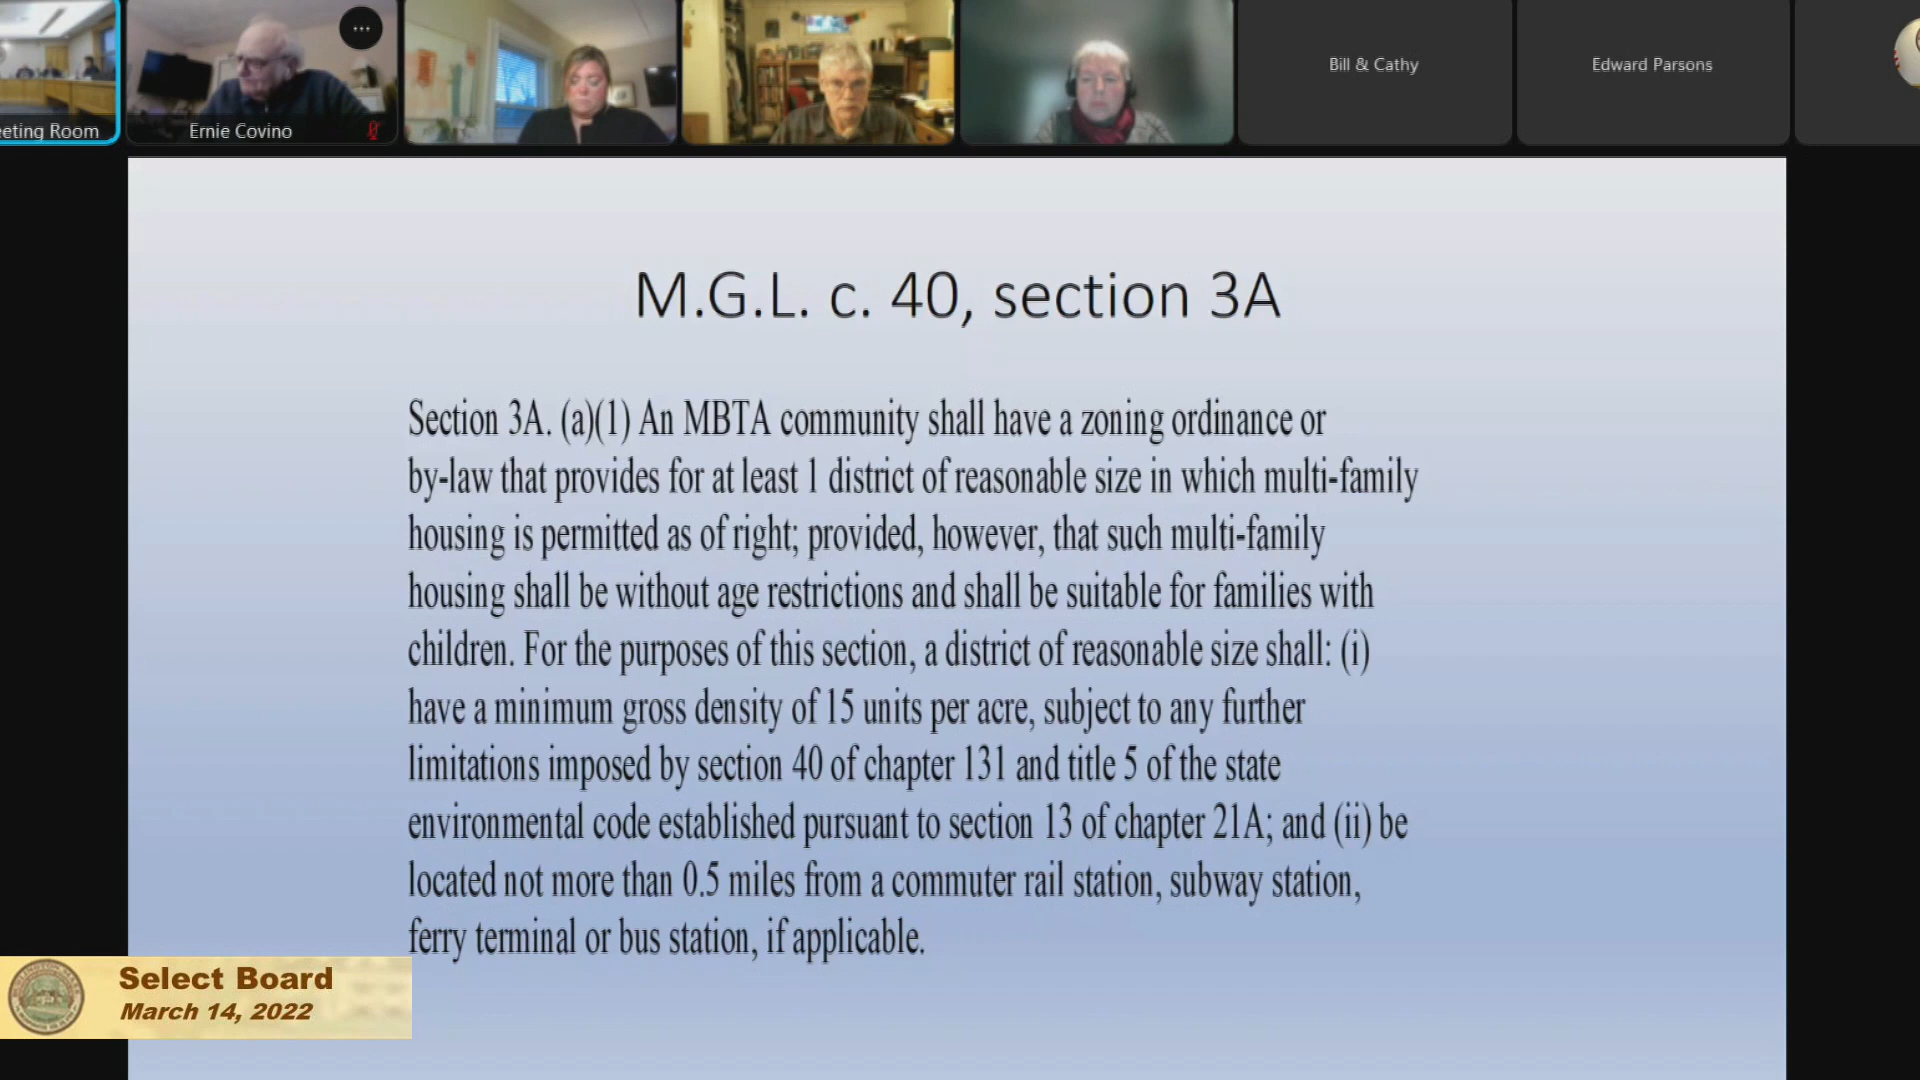 eting Room
Ernie Covino
Bill & Cathy
Edward Parsons
M.G.L. c. 40, section 3A
Section 3A. (a)(1) An MBTA community shall have a zoning ordinance or
by-law that provides for at least 1 district of reasonable size in which multi-family
housing is permitted as of right; provided, however, that such multi-family
housing shall be without age restrictions and shall be suitable for families with
children. For the purposes of this section, a district of reasonable size shall: (i)
have a minimum gross density of 15 units per acre, subject to any further
limitations imposed by section 40 of chapter 131 and title 5 of the state
environmental code established pursuant to section 13 of chapter 21A; and (ii) be
located not more than 0.5 miles from a commuter rail station, subway station,
ferry terminal or bus station, if applicable.
Select Board
March 14, 2022